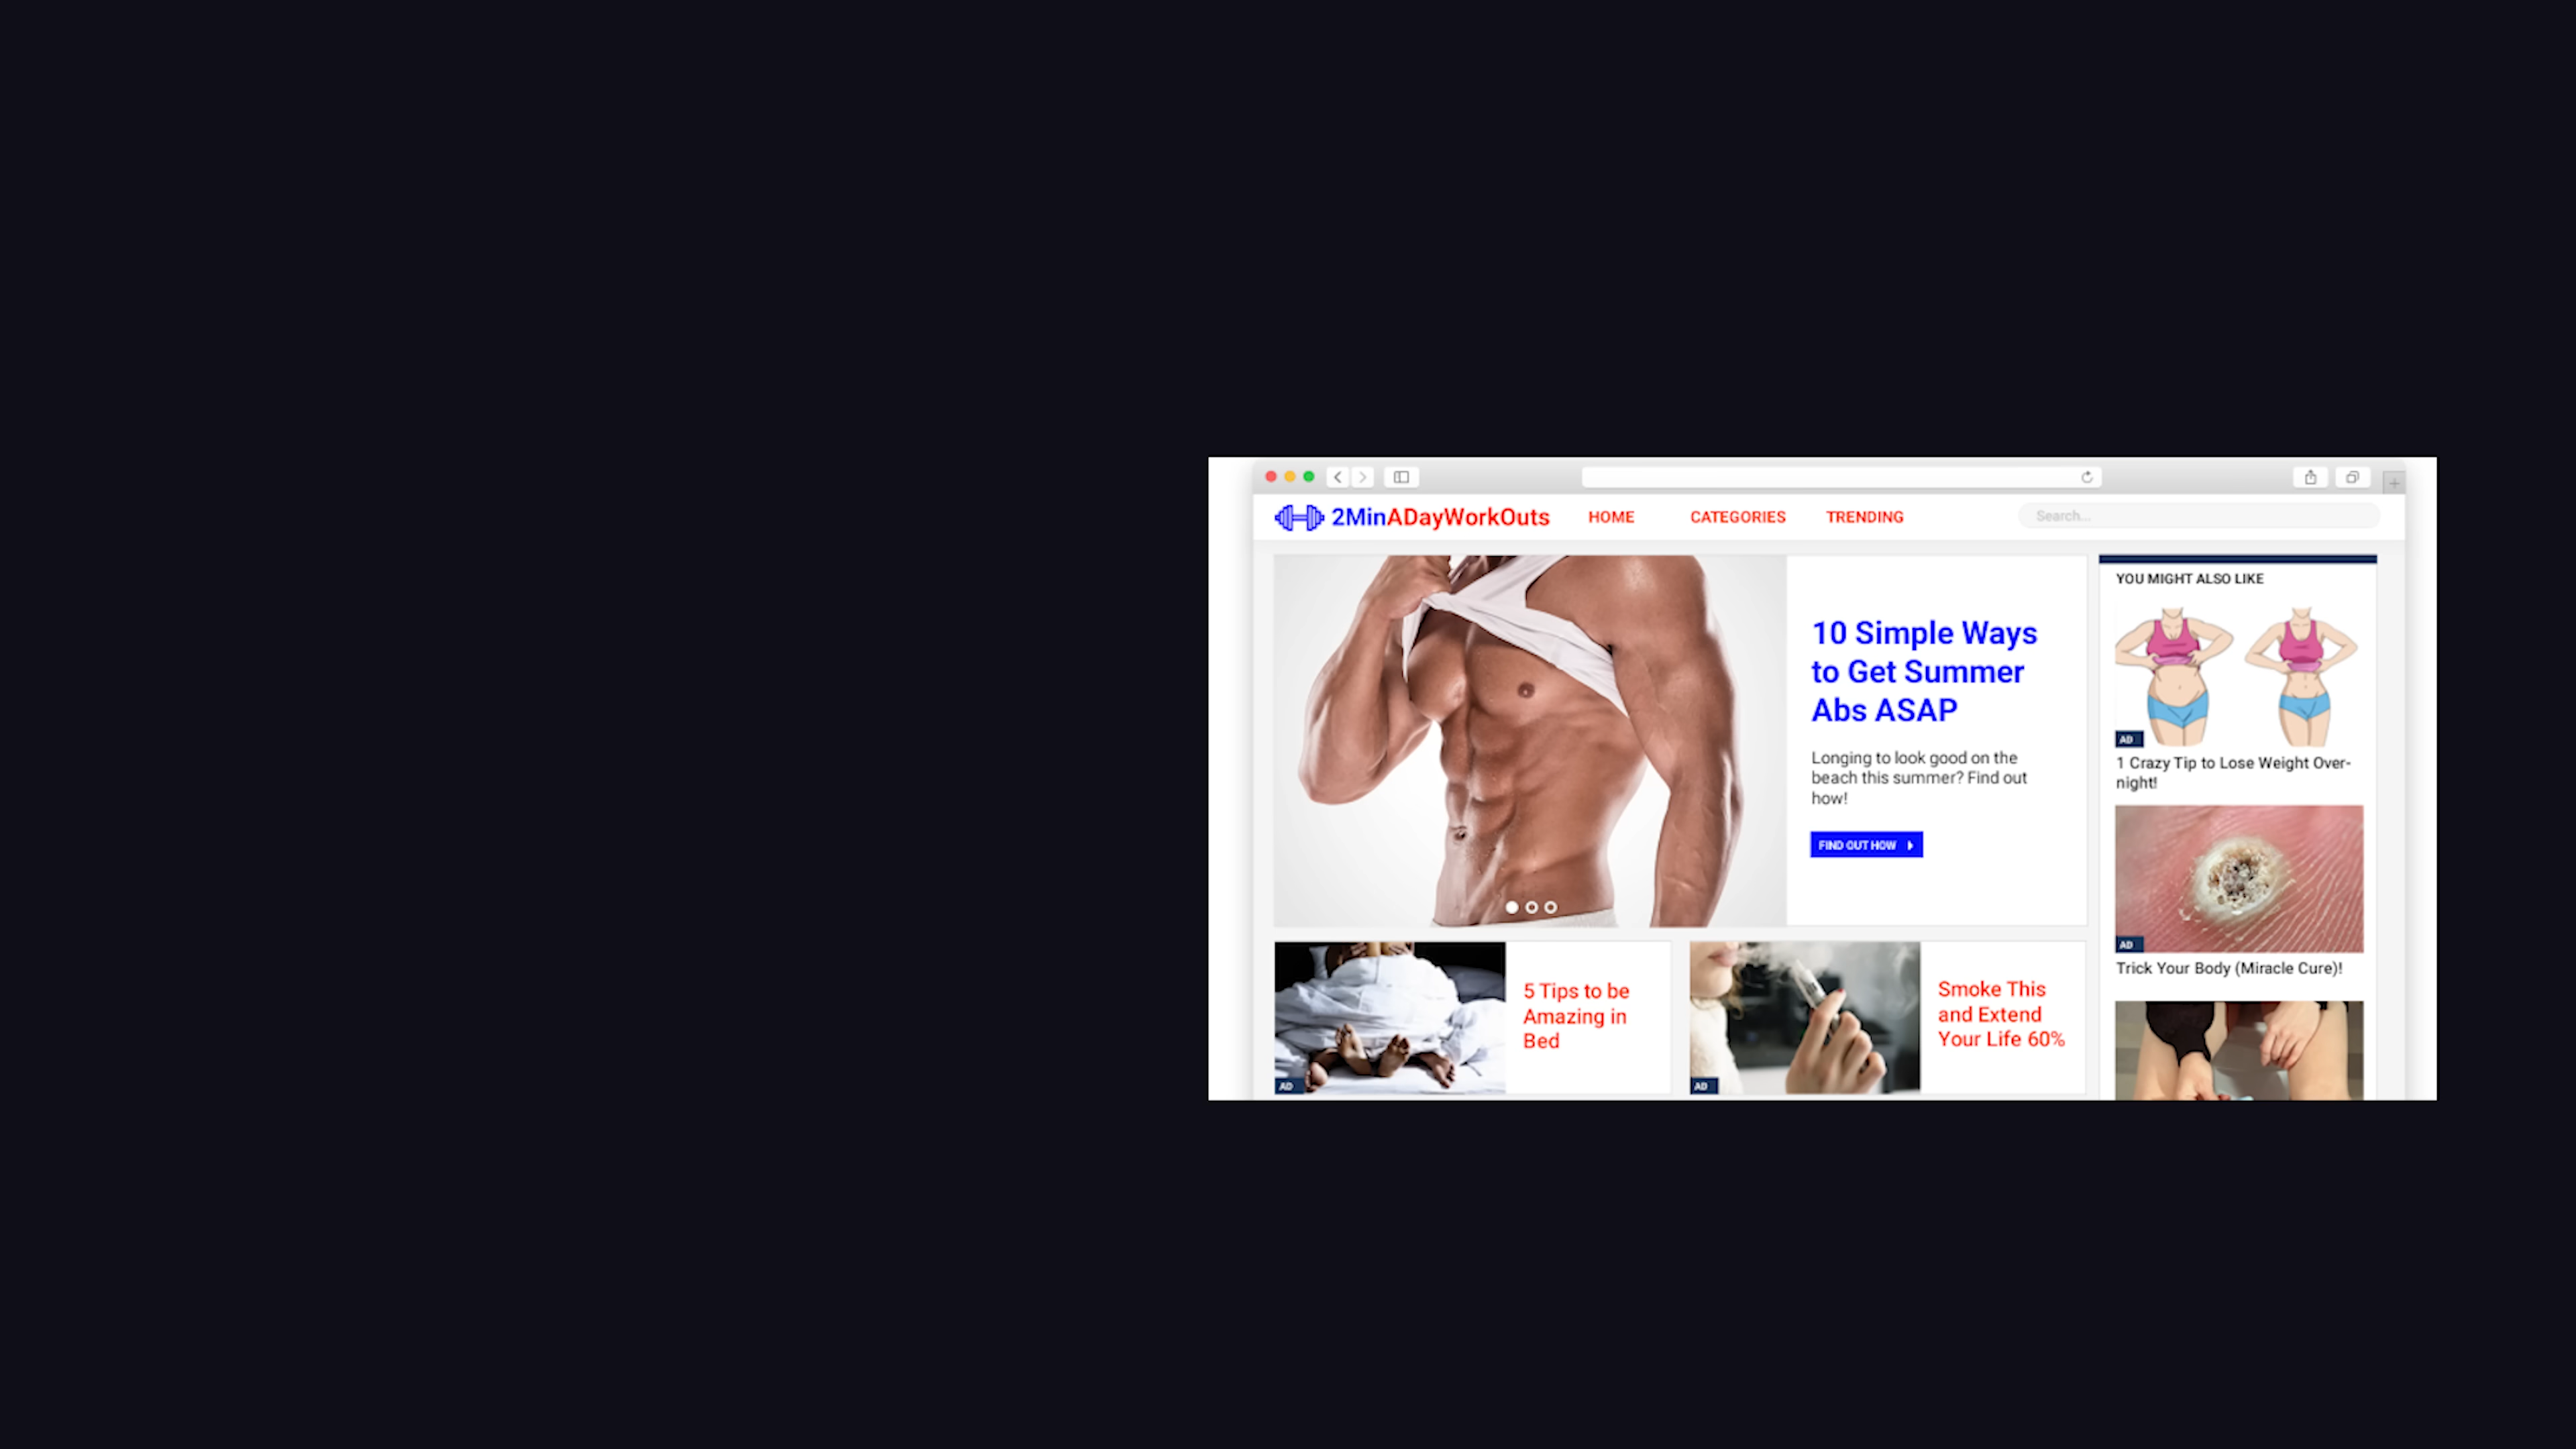 2MinADayWorkOuts HOME CATEGORIES TRENDING Search...
10 Simple Ways
to Get Summer
Abs ASAP
Longing to look good on the
beach this summer? Find out
how!
FIND OUT HOW
AD
5 Tips to be
Amazing in
Bed
AD
Smoke This
and Extend
Your Life 60%
YOU MIGHT ALSO LIKE
AD
1 Crazy Tip to Lose Weight Over-
night!
AD
Trick Your Body (Miracle Cure)!